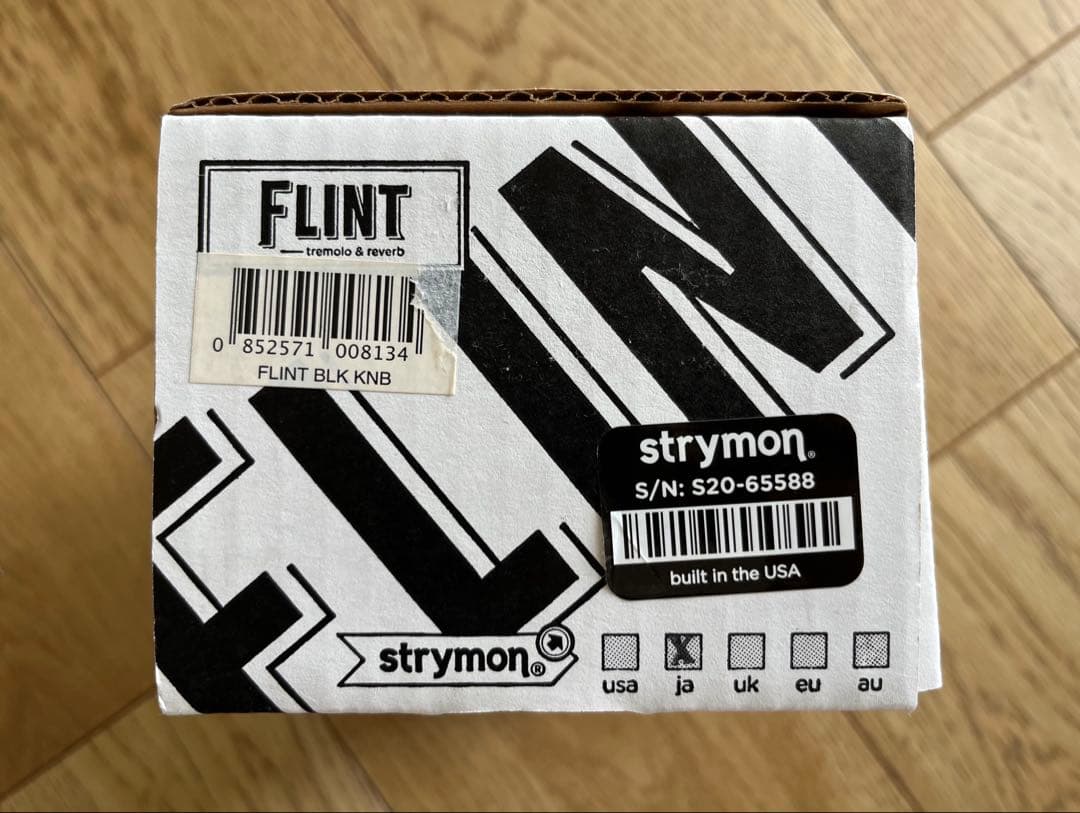 FLINT
tremolo & reverb
0 852571 008134
FLINT BLK KNB
FLIN
strymon®
S/N: S20-65588
built in the USA
strymon®
X
usa ja uk eu au